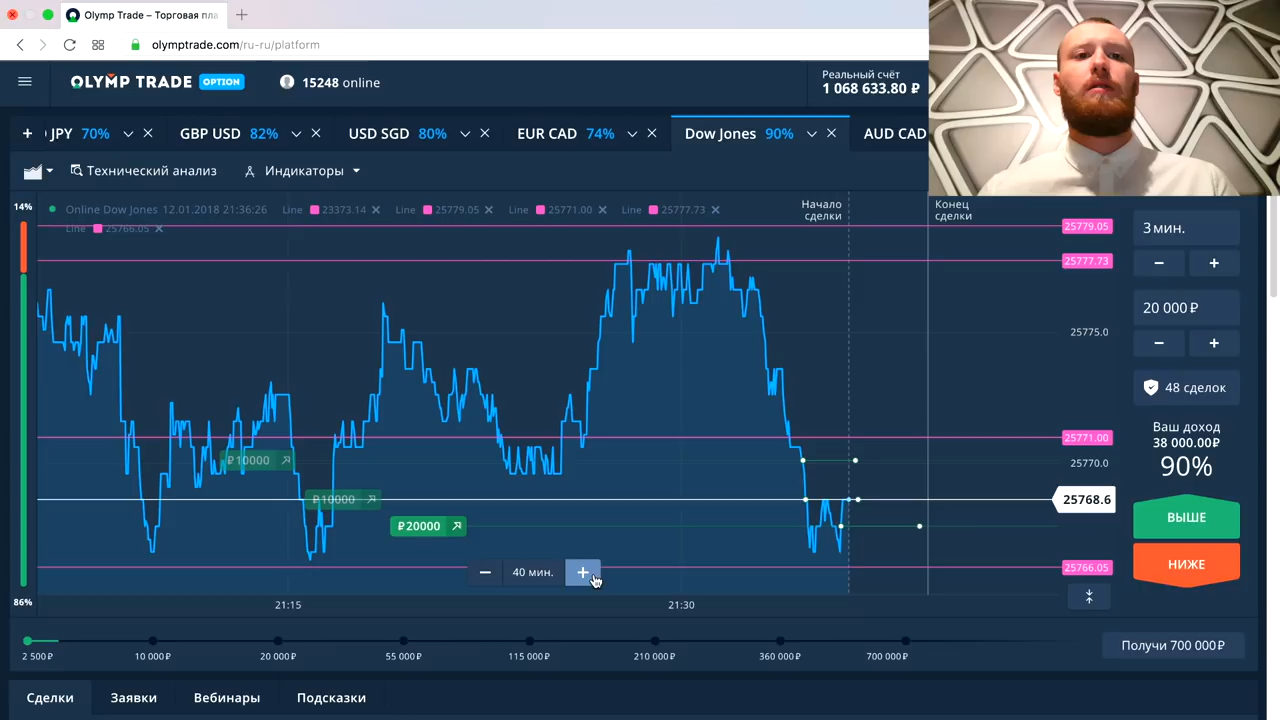 Olymp Trade – Торговая пла
olymptrade.com/ru-ru/platform
OLYMP TRADE OPTION
15248 online
Реальный счёт
1 068 633.80 ₽
+ JPY 70%
GBP USD 82%
USD SGD 80%
EUR CAD 74%
Dow Jones 90%
AUD CAD
Технический анализ
Индикаторы
14%
Online Dow Jones 12.01.2018 21:36:26
Line 23373.14
Line 25779.05
Line 25771.00
Line 25777.73
Line 25766.05
Начало
сделки
Конец
сделки
25779.05
25777.73
25775.0
25771.00
25770.0
25768.6
25766.05
₽10000
₽10000
₽20000
− 40 мин. +
86%
21:15
21:30
3 мин.
− +
20 000 ₽
− +
48 сделок
Ваш доход
38 000.00₽
90%
ВЫШЕ
НИЖЕ
2 500₽
10 000₽
20 000₽
55 000₽
115 000₽
210 000₽
360 000₽
700 000₽
Получи 700 000₽
Сделки
Заявки
Вебинары
Подсказки